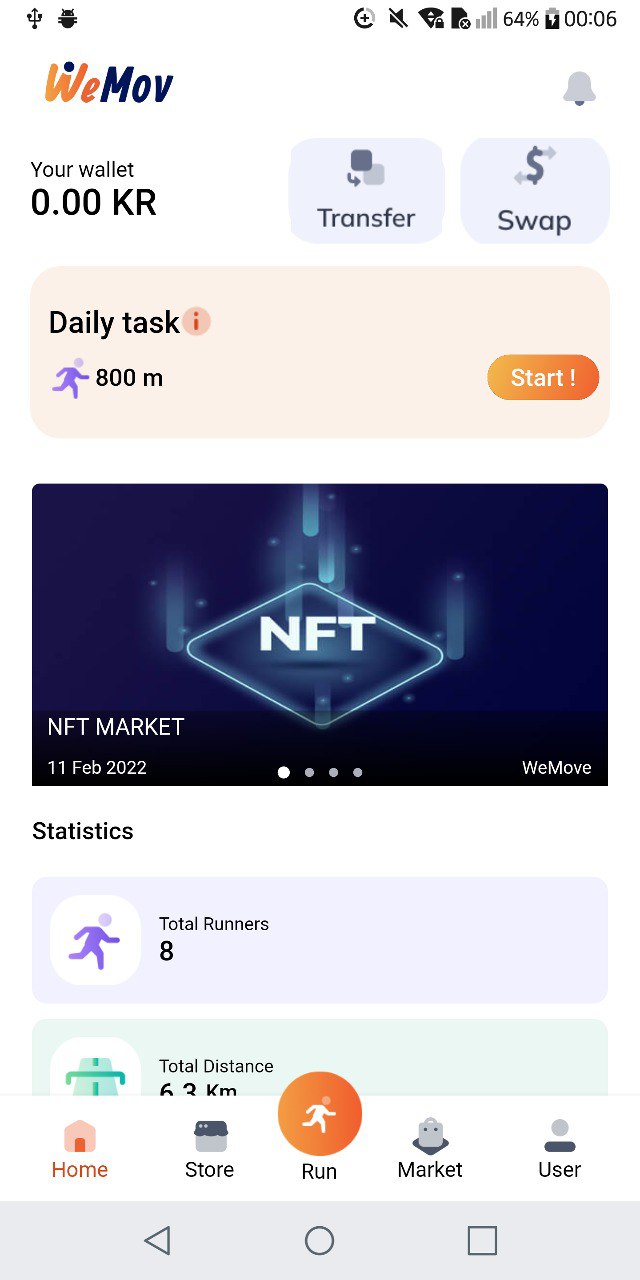 64% 00:06
WeMov
Your wallet
0.00 KR
Transfer
Swap
Daily task
800 m
Start !
NFT
NFT MARKET
11 Feb 2022
WeMove
Statistics
Total Runners
8
Total Distance
6.3 Km
Home
Store
Run
Market
User